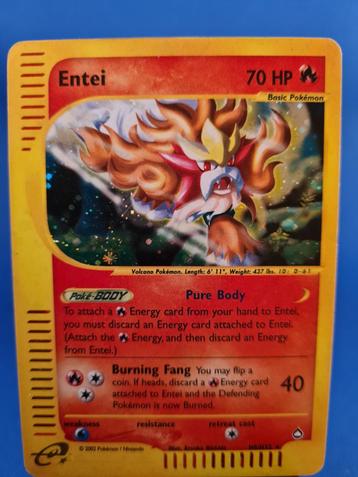 Entei
70 HP
Basic Pokémon
Volcano Pokémon. Length: 6' 11", Weight: 437 lbs. ID: D-61
Poké-BODY
Pure Body
To attach a Energy card from your hand to Entei,
you must discard an Energy card attached to Entei.
(Attach the Energy, and then discard an Energy
from Entei.)
Burning Fang You may flip a
coin. If heads, discard a Energy card
attached to Entei and the Defending
Pokémon is now Burned.
40
weakness
resistance
retreat cost
e
© 2002 Pokémon / Nintendo